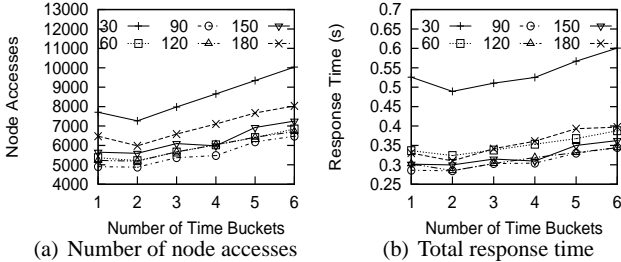 13000
12000
11000
10000
9000
8000
7000
6000
5000
4000
Node Accesses
30 90 150
60 120 180
1 2 3 4 5 6
Number of Time Buckets
(a) Number of node accesses
0.65
0.6
0.55
0.5
0.45
0.4
0.35
0.3
0.25
Response Time (s)
30 90 150
60 120 180
1 2 3 4 5 6
Number of Time Buckets
(b) Total response time